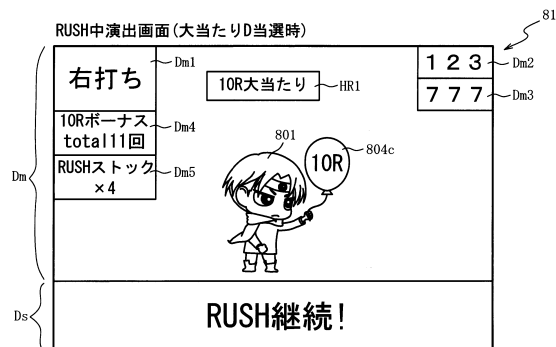 RUSH中演出画面(大当たりD当選時)
81
右打ち
Dm1
10R大当たり
HR1
1 2 3
Dm2
7 7 7
Dm3
10Rボーナス
total11回
Dm4
RUSHストック
×4
Dm5
801
10R
804c
Dm
Ds
RUSH継続!